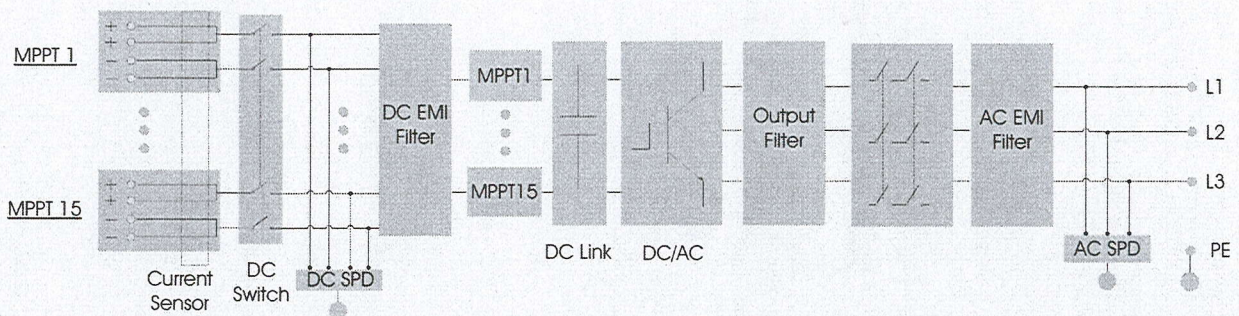 MPPT 1
+
+
−
−
MPPT 15
+
+
−
−
Current
Sensor
DC
Switch
DC SPD
DC EMI
Filter
MPPT1
MPPT15
DC Link
DC/AC
Output
Filter
AC EMI
Filter
AC SPD
L1
L2
L3
PE